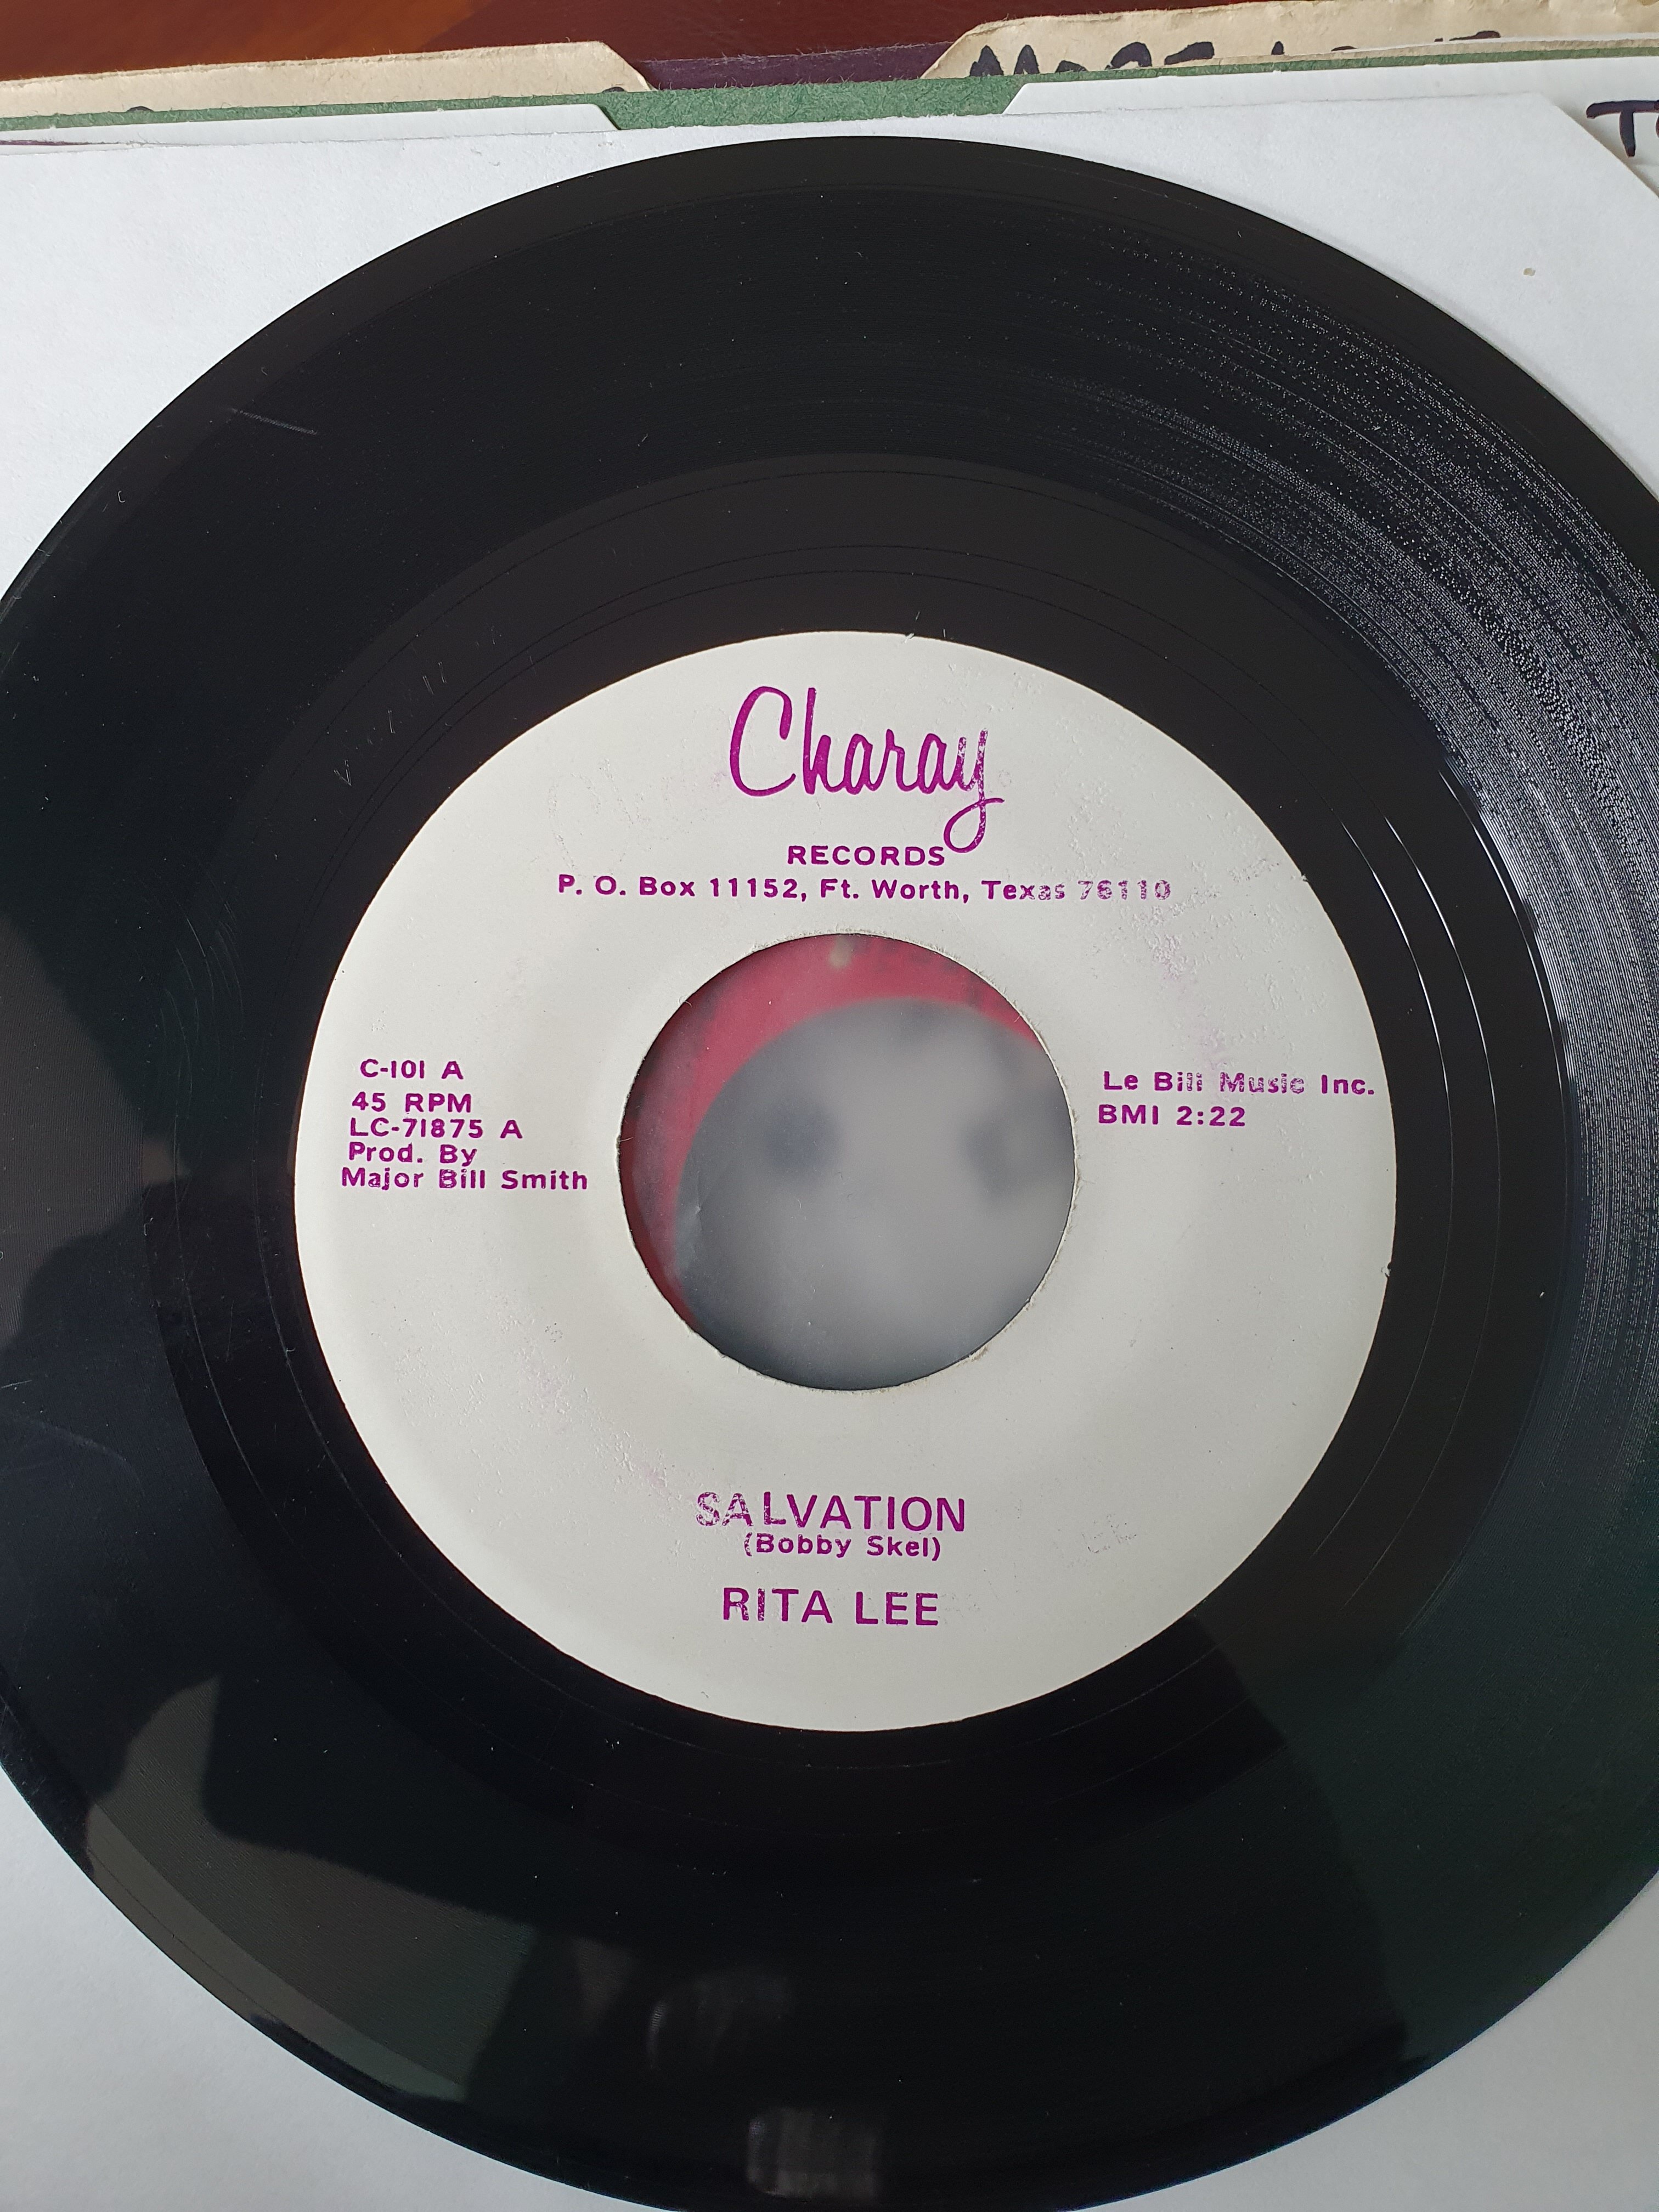 Charay
RECORDS
P. O. Box 11152, Ft. Worth, Texas 76110
C-101 A
45 RPM
LC-71875 A
Prod. By
Major Bill Smith
Le Bill Music Inc.
BMI 2:22
SALVATION
(Bobby Skel)
RITA LEE